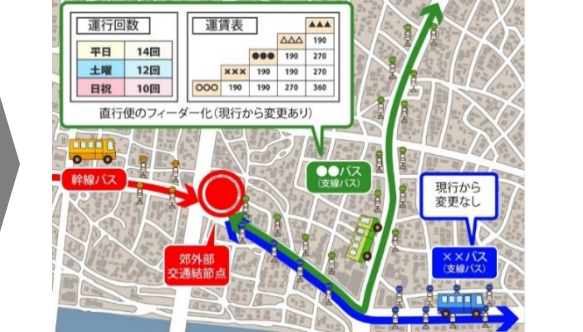 運行回数
平日 14回
土曜 12回
日祝 10回
運賃表
▲▲▲
△△△ 190
●●● 190 270
××× 190 190 270
○○○ 190 190 270 360
直行便のフィーダー化(現行から変更あり)
幹線バス
●●バス
(支線バス)
現行から
変更なし
××バス
(支線バス)
郊外部
交通結節点